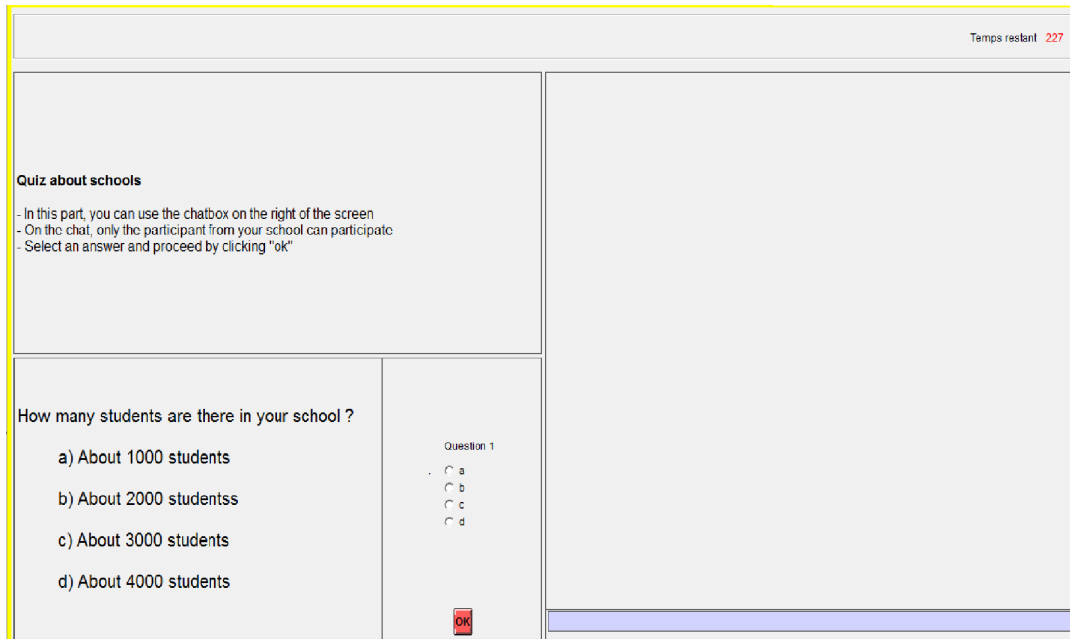 Temps restant 227
Quiz about schools
- In this part, you can use the chatbox on the right of the screen
- On the chat, only the participant from your school can participate
- Select an answer and proceed by clicking "ok"
How many students are there in your school ?
a) About 1000 students
b) About 2000 studentss
c) About 3000 students
d) About 4000 students
Question 1
a
b
c
d
OK